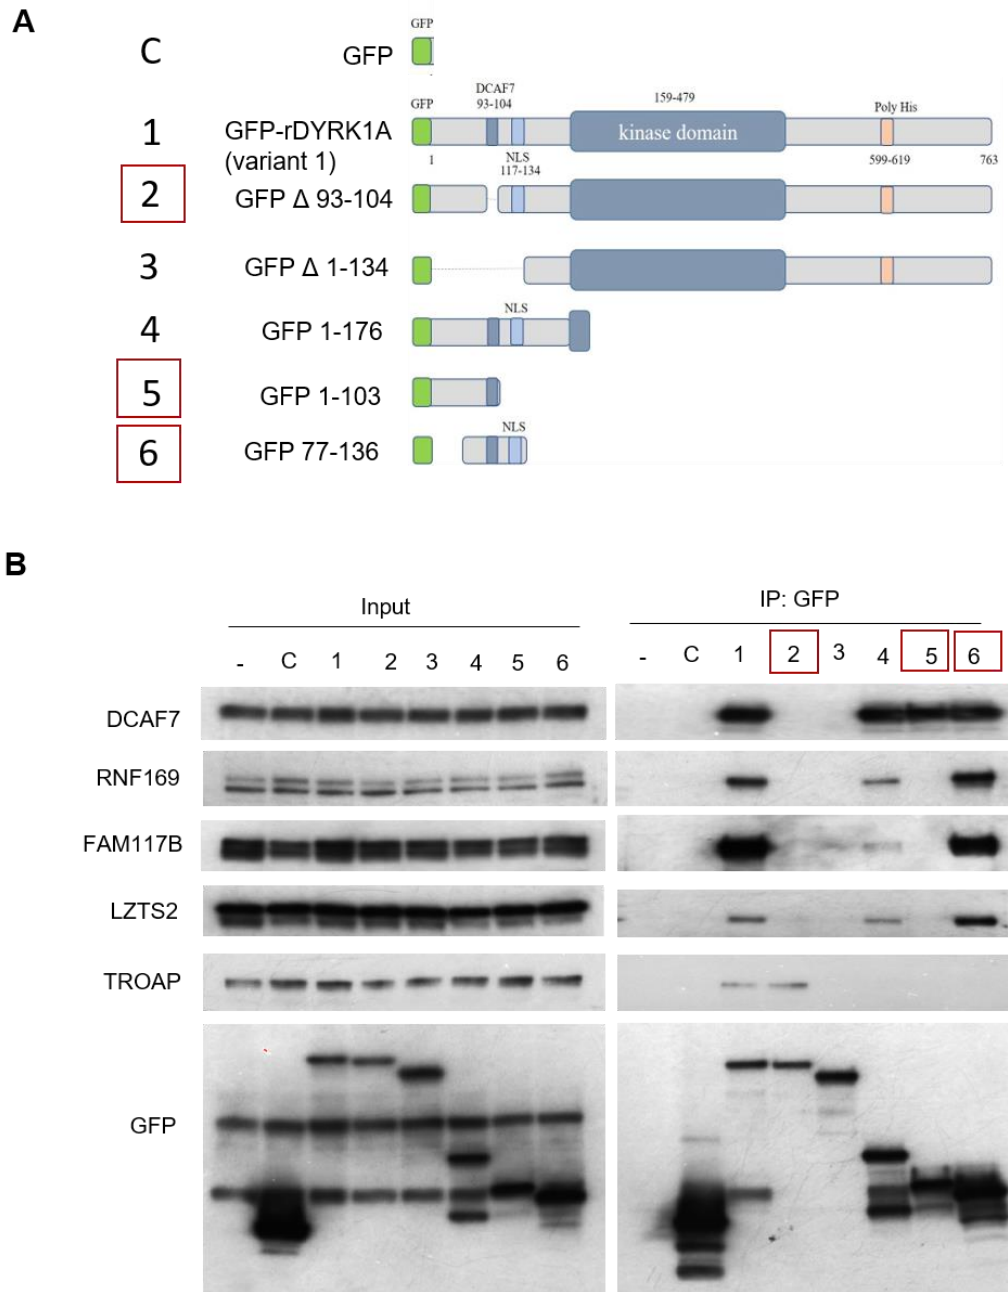 A
GFP
C GFP
DCAF7
GFP 93-104 159-479 Poly His
1 GFP-rDYRK1A kinase domain
(variant 1) 1 NLS 599-619 763
117-134
2 GFP Δ 93-104
3 GFP Δ 1-134
NLS
4 GFP 1-176
5 GFP 1-103
NLS
6 GFP 77-136
B
Input IP: GFP
- C 1 2 3 4 5 6 - C 1 2 3 4 5 6
DCAF7
RNF169
FAM117B
LZTS2
TROAP
GFP